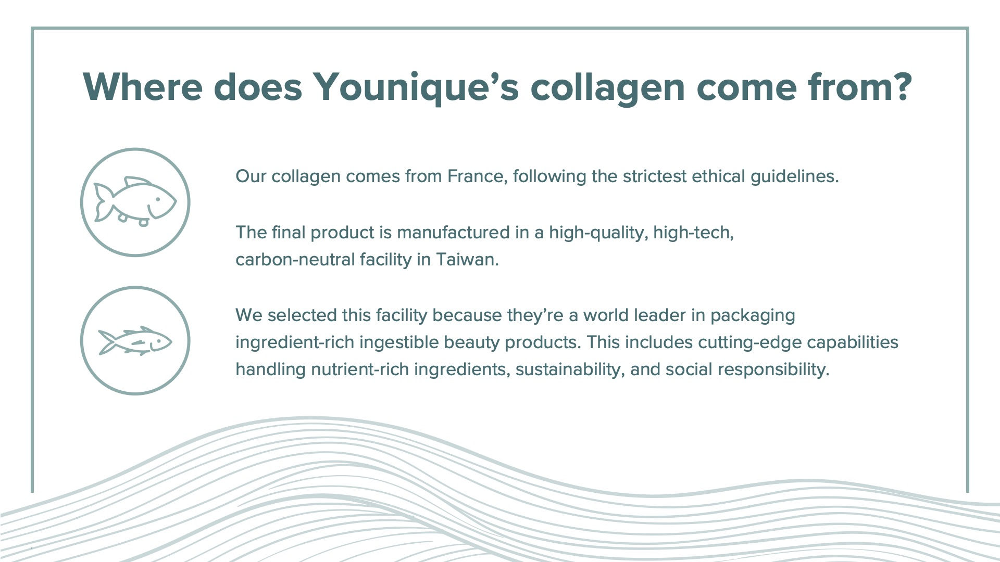 Where does Younique’s collagen come from?
Our collagen comes from France, following the strictest ethical guidelines.
The final product is manufactured in a high-quality, high-tech,
carbon-neutral facility in Taiwan.
We selected this facility because they’re a world leader in packaging
ingredient-rich ingestible beauty products. This includes cutting-edge capabilities
handling nutrient-rich ingredients, sustainability, and social responsibility.